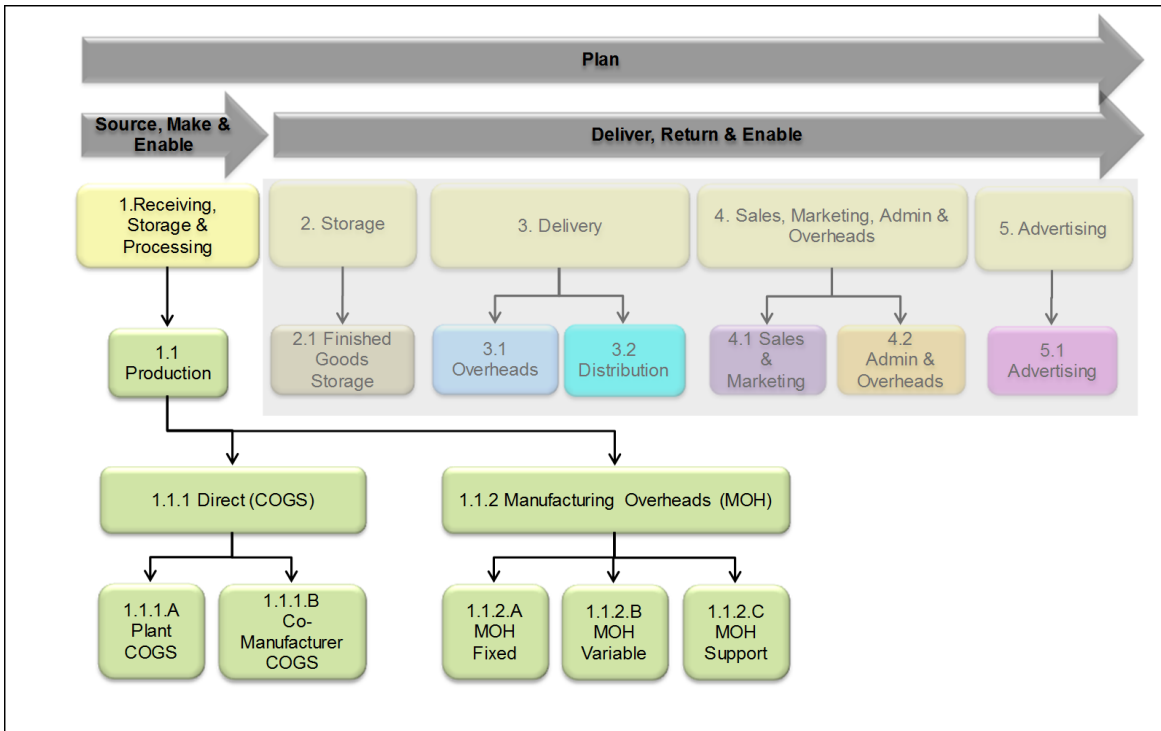 Plan
Source, Make &
Enable
Deliver, Return & Enable
1.Receiving,
Storage &
Processing
2. Storage
3. Delivery
4. Sales, Marketing, Admin &
Overheads
5. Advertising
1.1
Production
2.1 Finished
Goods
Storage
3.1
Overheads
3.2
Distribution
4.1 Sales
&
Marketing
4.2
Admin &
Overheads
5.1
Advertising
1.1.1 Direct (COGS)
1.1.2 Manufacturing Overheads (MOH)
1.1.1.A
Plant
COGS
1.1.1.B
Co-
Manufacturer
COGS
1.1.2.A
MOH
Fixed
1.1.2.B
MOH
Variable
1.1.2.C
MOH
Support